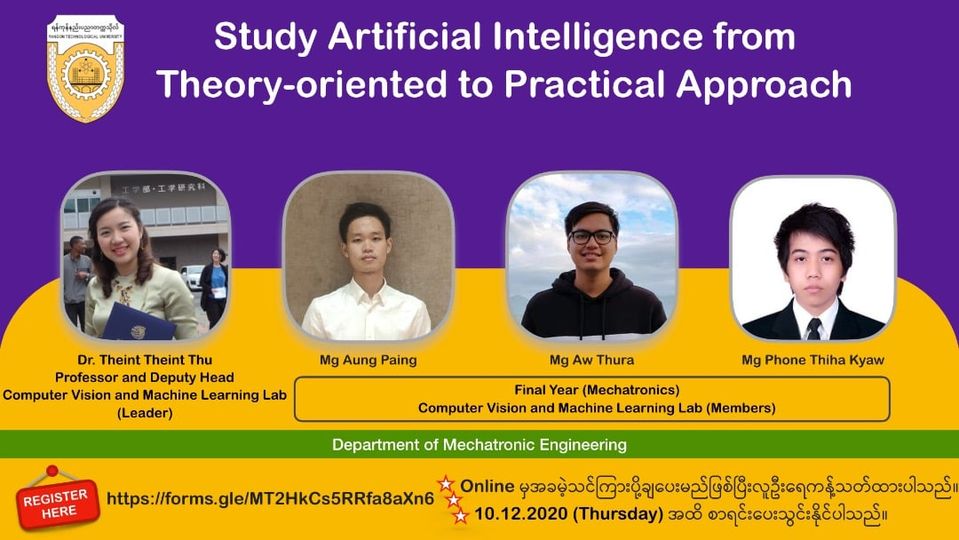 ရန်ကုန်နည်းပညာတက္ကသိုလ်
YANGON TECHNOLOGICAL UNIVERSITY
Study Artificial Intelligence from
Theory-oriented to Practical Approach
工学部・工学研究科
Dr. Theint Theint Thu
Professor and Deputy Head
Computer Vision and Machine Learning Lab
(Leader)
Mg Aung Paing
Mg Aw Thura
Mg Phone Thiha Kyaw
Final Year (Mechatronics)
Computer Vision and Machine Learning Lab (Members)
Department of Mechatronic Engineering
REGISTER
HERE
https://forms.gle/MT2HkCs5RRfa8aXn6
Online မှအခမဲ့သင်ကြားပို့ချပေးမည်ဖြစ်ပြီးလူဦးရေကန့်သတ်ထားပါသည်။
10.12.2020 (Thursday) အထိ စာရင်းပေးသွင်းနိုင်ပါသည်။